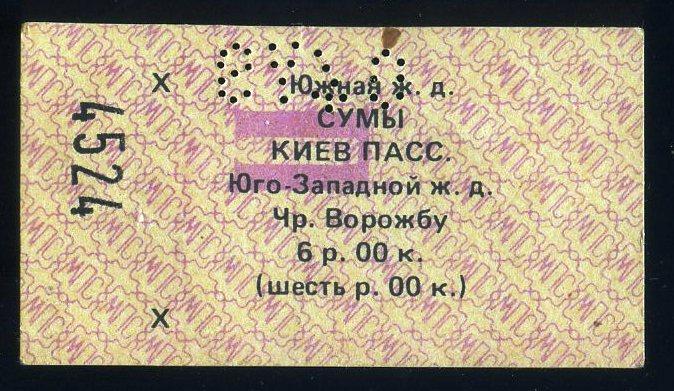 Южная ж. д.
СУМЫ
КИЕВ ПАСС.
Юго-Западной ж. д.
Чр. Ворожбу
6 р. 00 к.
(шесть р. 00 к.)
4524
х
х